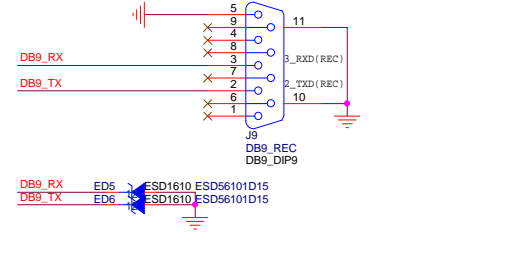 5
9
11
4
8
DB9_RX
3
3_RXD(REC)
7
DB9_TX
2
2_TXD(REC)
6
10
1
J9
DB9_REC
DB9_DIP9
DB9_RX
ED5
ESD1610
ESD56101D15
DB9_TX
ED6
ESD1610
ESD56101D15